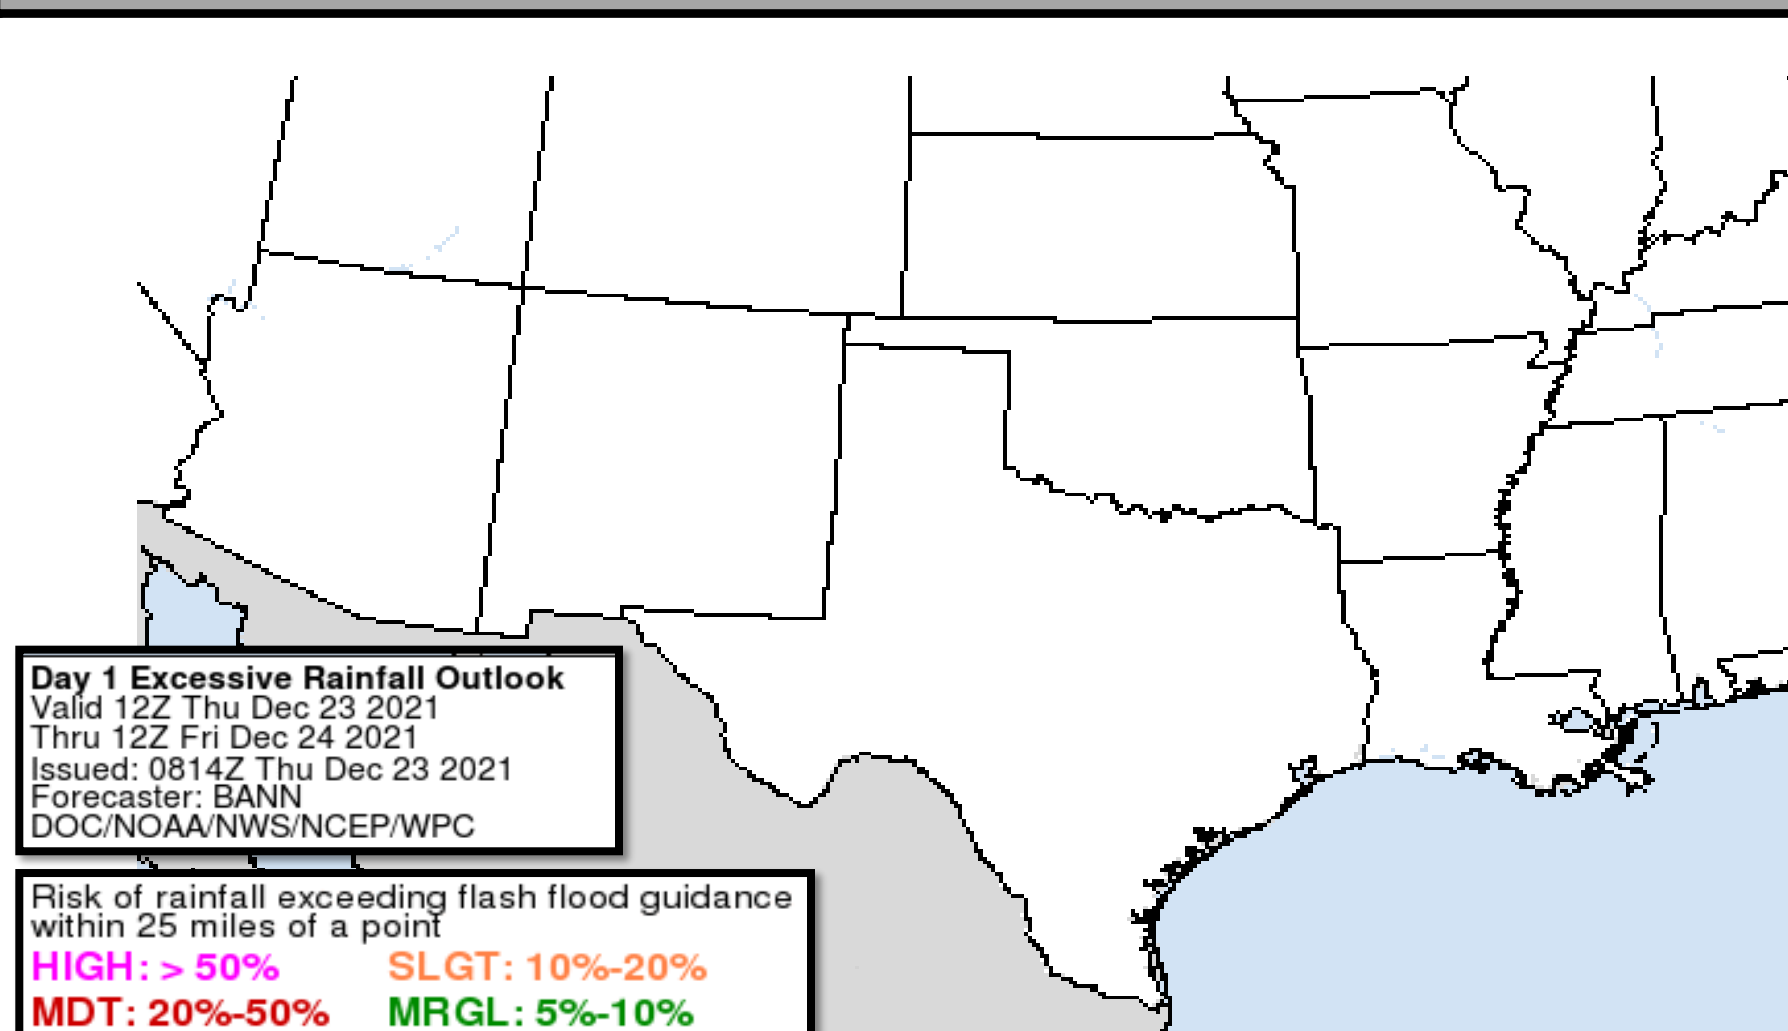 Day 1 Excessive Rainfall Outlook
Valid 12Z Thu Dec 23 2021
Thru 12Z Fri Dec 24 2021
Issued: 0814Z Thu Dec 23 2021
Forecaster: BANN
DOC/NOAA/NWS/NCEP/WPC
Risk of rainfall exceeding flash flood guidance
within 25 miles of a point
HIGH: > 50% SLGT: 10%-20%
MDT: 20%-50% MRGL: 5%-10%